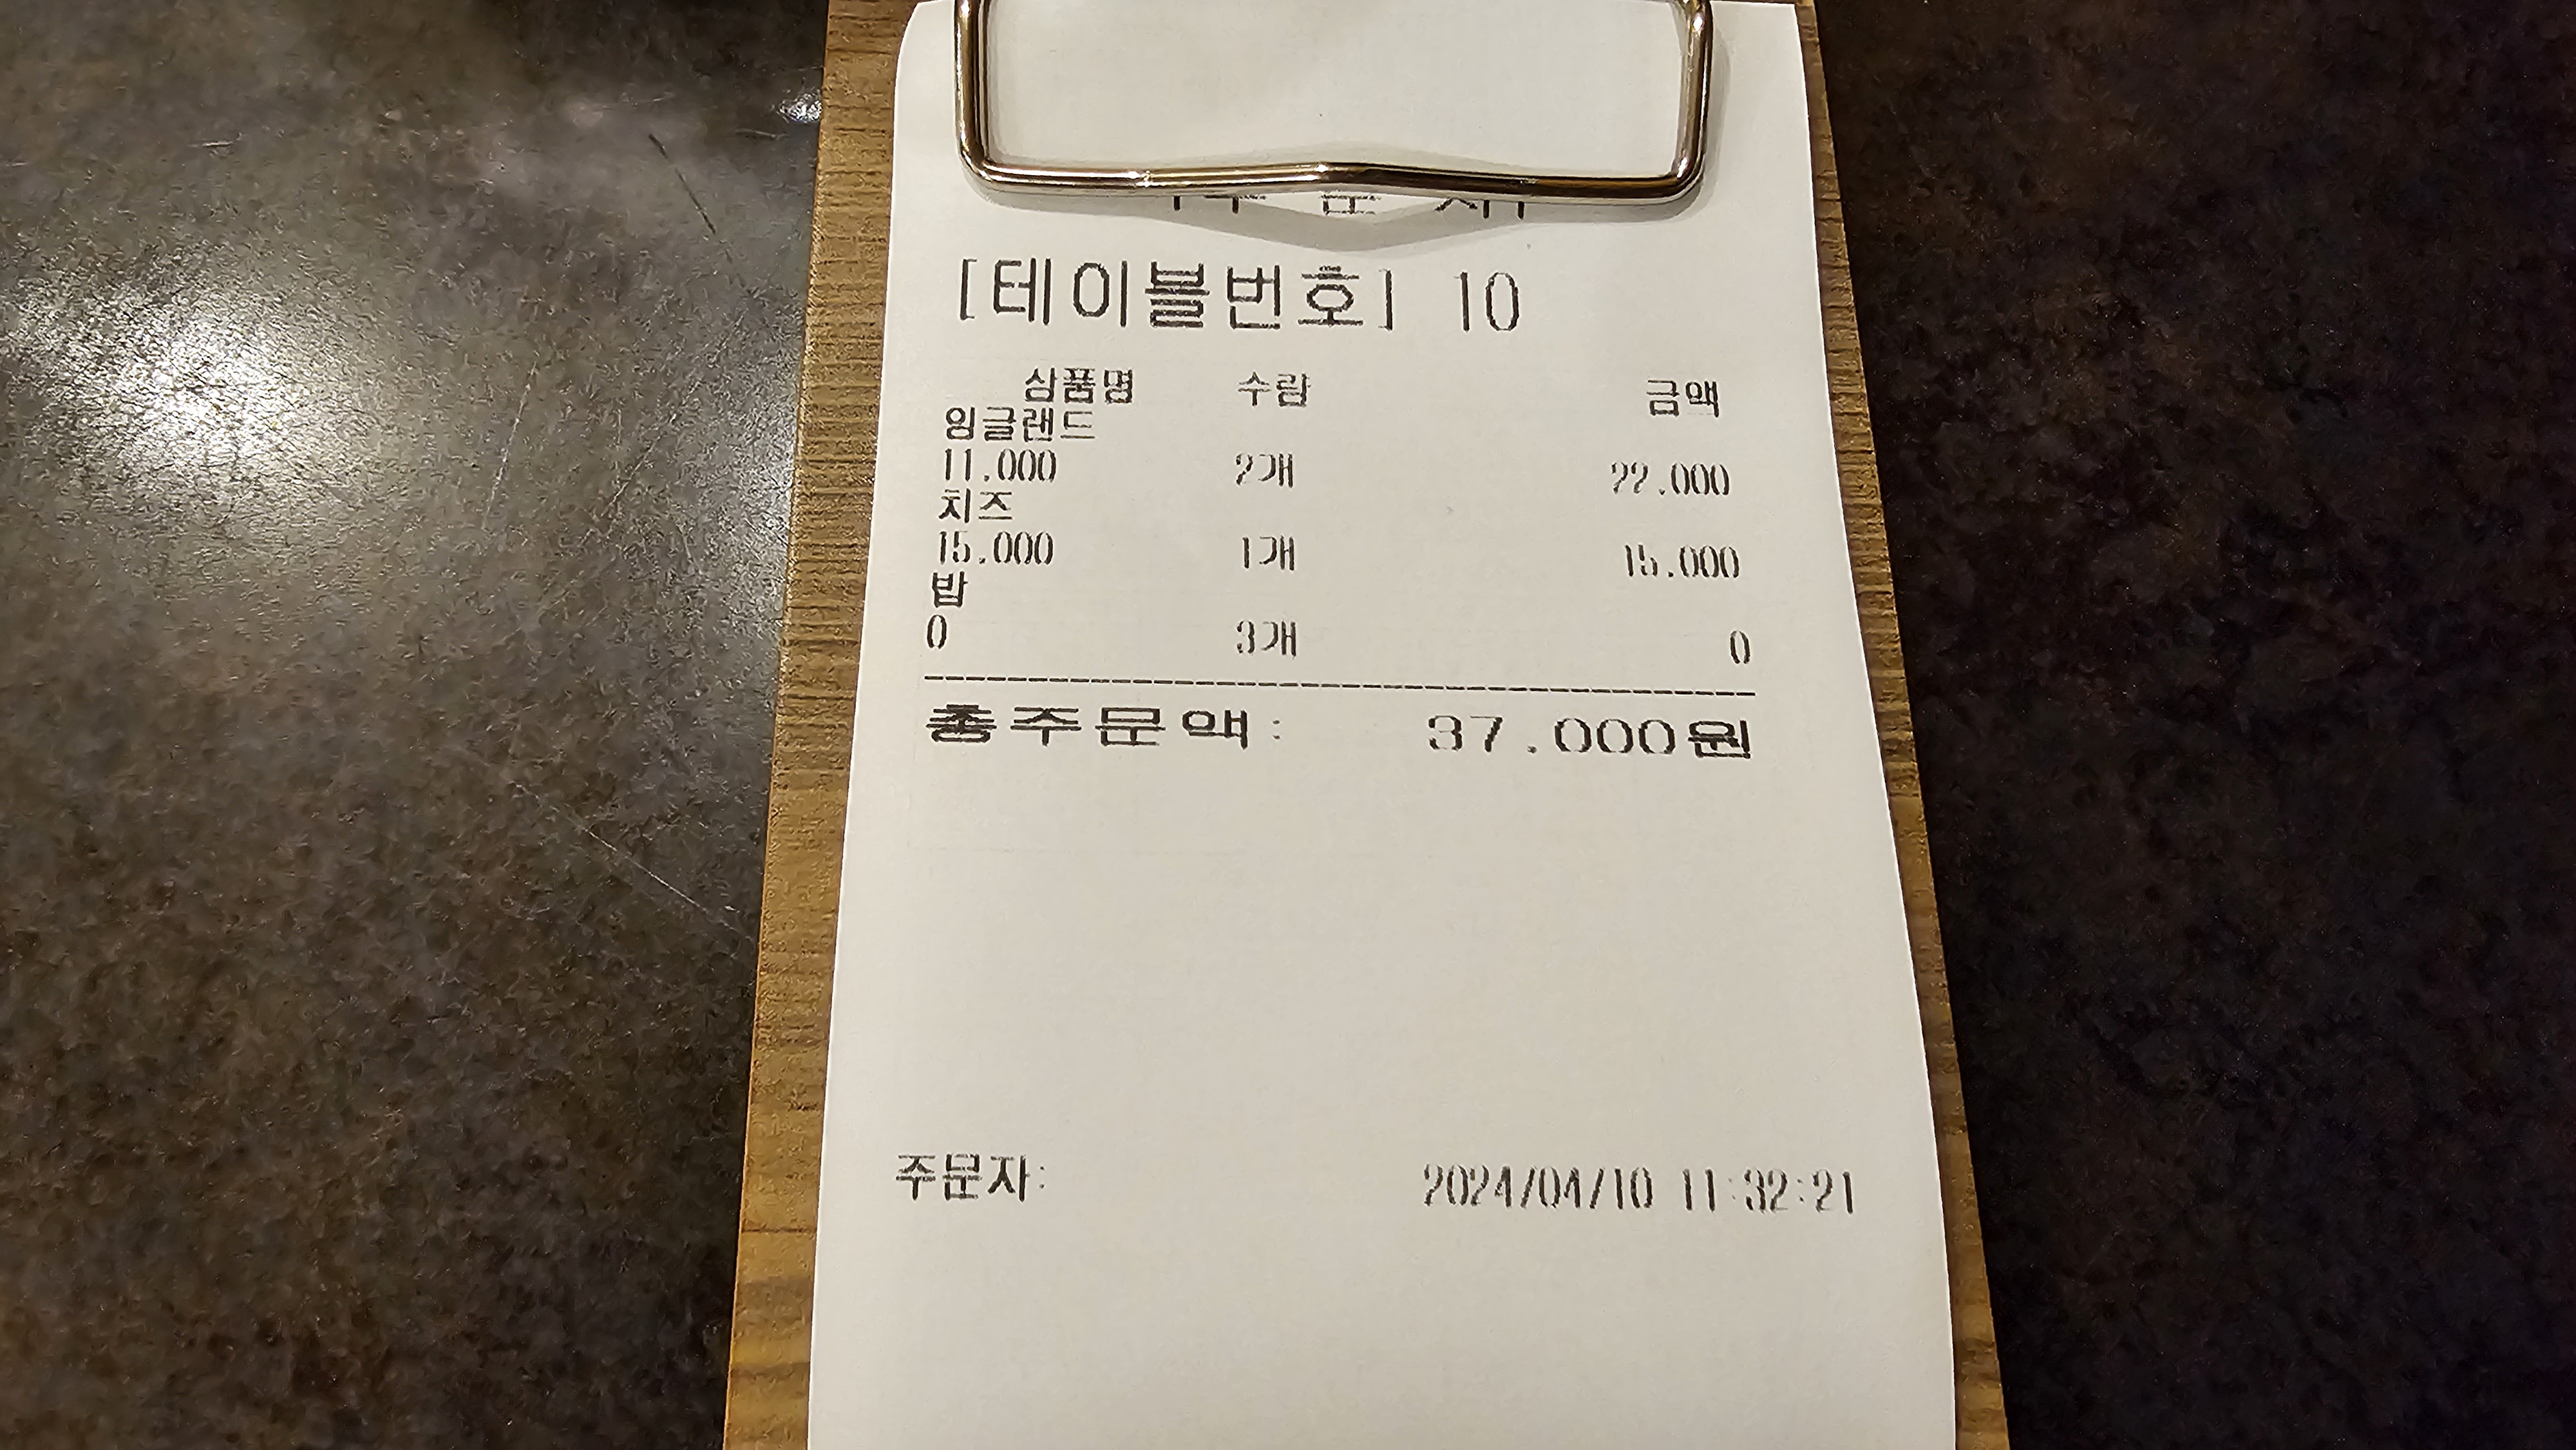 [테이블번호] 10
상품명 수량 금액
잉글랜드
11,000 2개 22,000
치즈
15,000 1개 15,000
밥
0 3개 0
총주문액: 37,000원
주문자: 2024/04/10 11:32:21